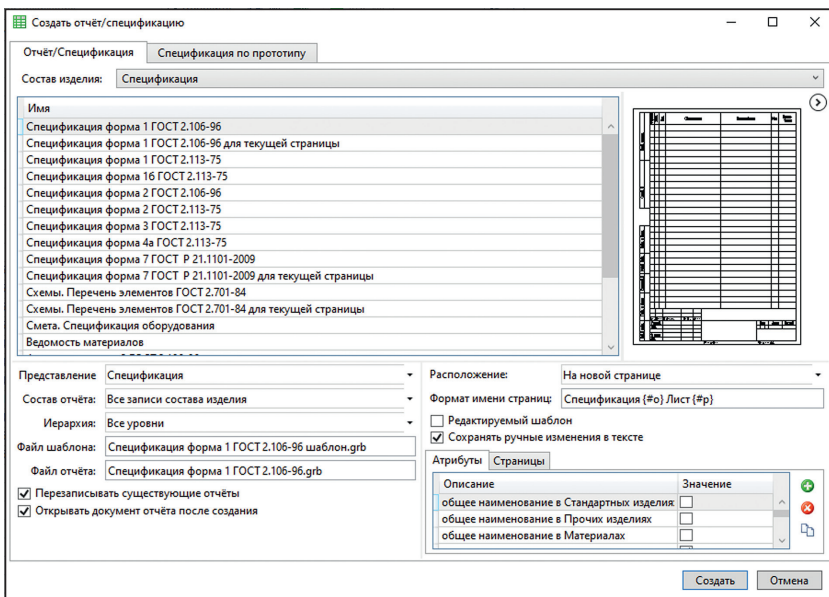 Создать отчёт/спецификацию
Отчёт/Спецификация Спецификация по прототипу
Состав изделия: Спецификация
Имя
Спецификация форма 1 ГОСТ 2.106-96
Спецификация форма 1 ГОСТ 2.106-96 для текущей страницы
Спецификация форма 1 ГОСТ 2.113-75
Спецификация форма 1б ГОСТ 2.113-75
Спецификация форма 2 ГОСТ 2.106-96
Спецификация форма 2 ГОСТ 2.113-75
Спецификация форма 3 ГОСТ 2.113-75
Спецификация форма 4а ГОСТ 2.113-75
Спецификация форма 7 ГОСТ Р 21.1101-2009
Спецификация форма 7 ГОСТ Р 21.1101-2009 для текущей страницы
Схемы. Перечень элементов ГОСТ 2.701-84
Схемы. Перечень элементов ГОСТ 2.701-84 для текущей страницы
Смета. Спецификация оборудования
Ведомость материалов
Представление Спецификация
Состав отчёта: Все записи состава изделия
Иерархия: Все уровни
Файл шаблона: Спецификация форма 1 ГОСТ 2.106-96 шаблон.grb
Файл отчёта: Спецификация форма 1 ГОСТ 2.106-96.grb
Перезаписывать существующие отчёты
Открывать документ отчёта после создания
Расположение: На новой странице
Формат имени страниц: Спецификация {#o} Лист {#p}
Редактируемый шаблон
Сохранять ручные изменения в тексте
Атрибуты Страницы
Описание Значение
общее наименование в Стандартных изделия
общее наименование в Прочих изделиях
общее наименование в Материалах
Создать Отмена